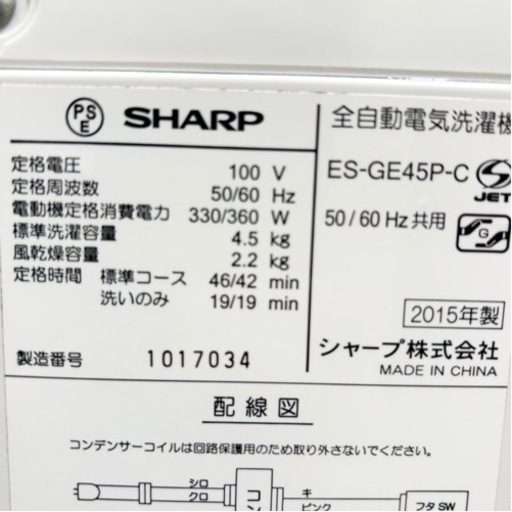 PS
E
SHARP
定格電圧 100 V
定格周波数 50/60 Hz
電動機定格消費電力 330/360 W
標準洗濯容量 4.5 kg
風乾燥容量 2.2 kg
定格時間 標準コース 46/42 min
洗いのみ 19/19 min
製造番号 1017034
全自動電気洗濯機
ES-GE45P-C
JET
50/60 Hz共用
G
2015年製
シャープ株式会社
MADE IN CHINA
配線図
コンデンサーコイルは回路保護用のため取り外さないでください。
シロ
クロ
コン
キ
ピンク
フタSW